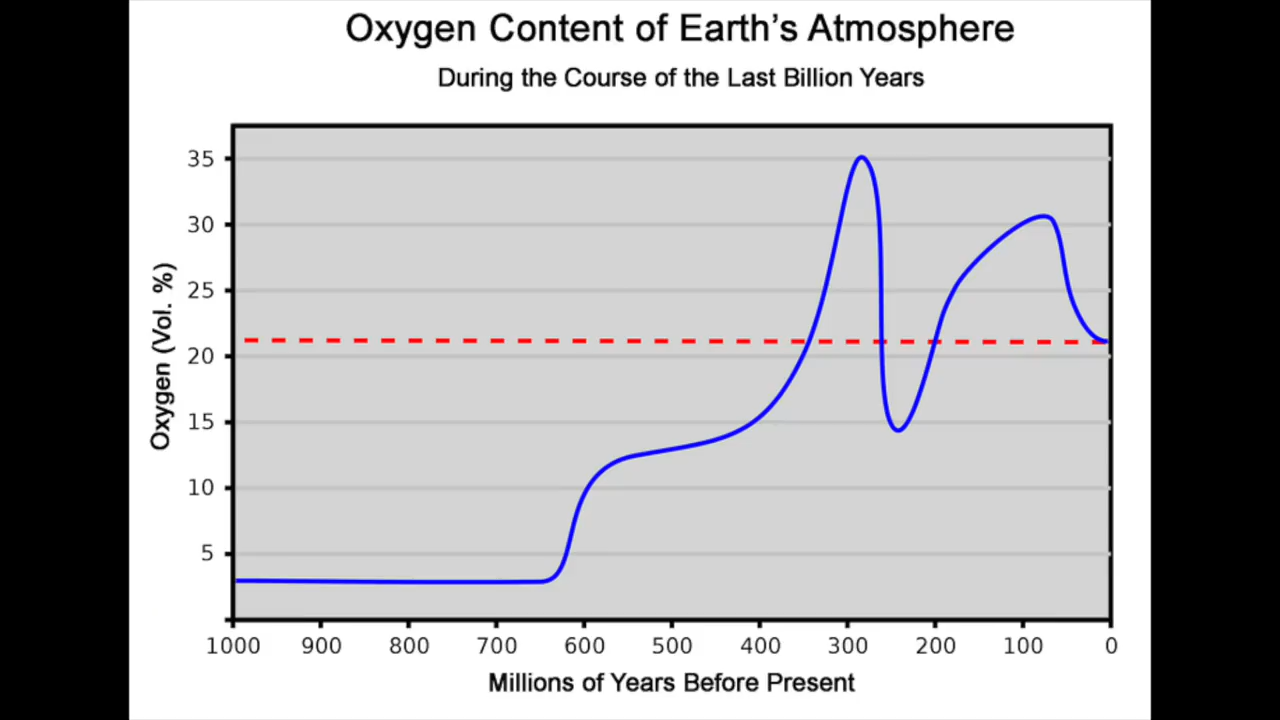 Oxygen Content of Earth’s Atmosphere
During the Course of the Last Billion Years
Oxygen (Vol. %)
35
30
25
20
15
10
5
1000 900 800 700 600 500 400 300 200 100 0
Millions of Years Before Present